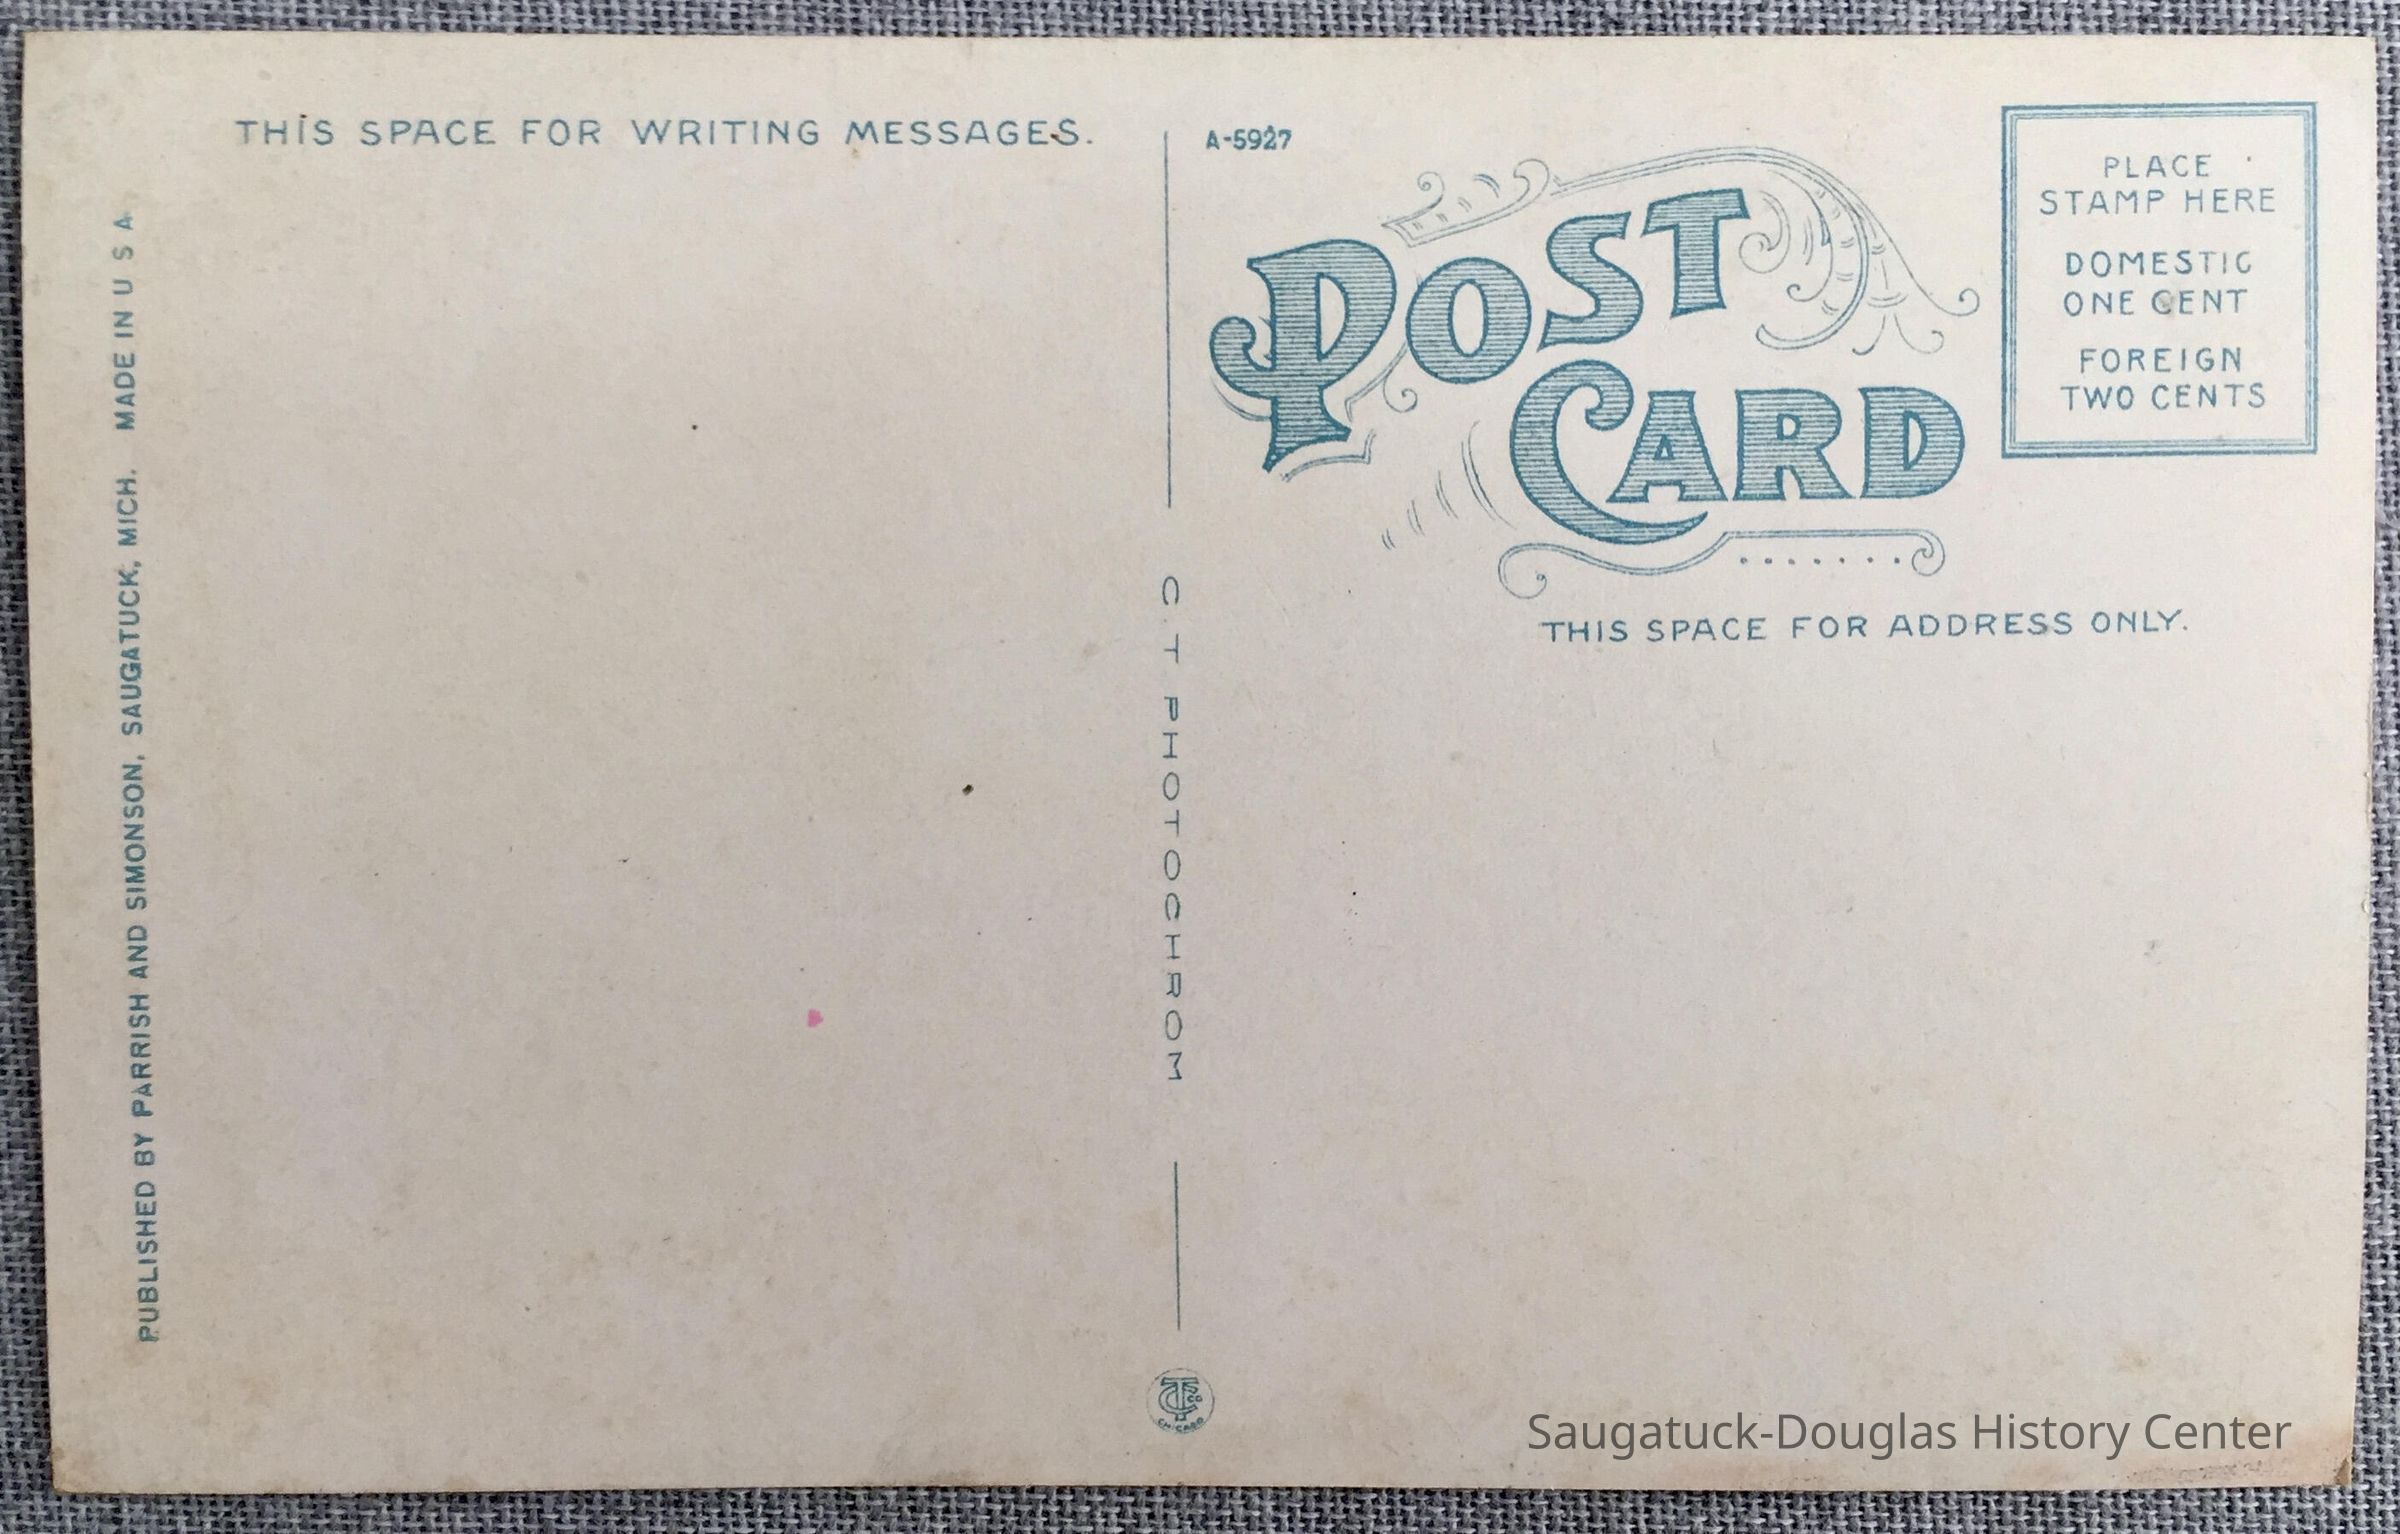 THIS SPACE FOR WRITING MESSAGES.
PUBLISHED BY PARRISH AND SIMONSON, SAUGATUCK, MICH. MADE IN U S A
C. T. PHOTOCHROM
A-5927
POST
CARD
PLACE
STAMP HERE
DOMESTIC
ONE CENT
FOREIGN
TWO CENTS
THIS SPACE FOR ADDRESS ONLY.
CHICAGO
Saugatuck-Douglas History Center